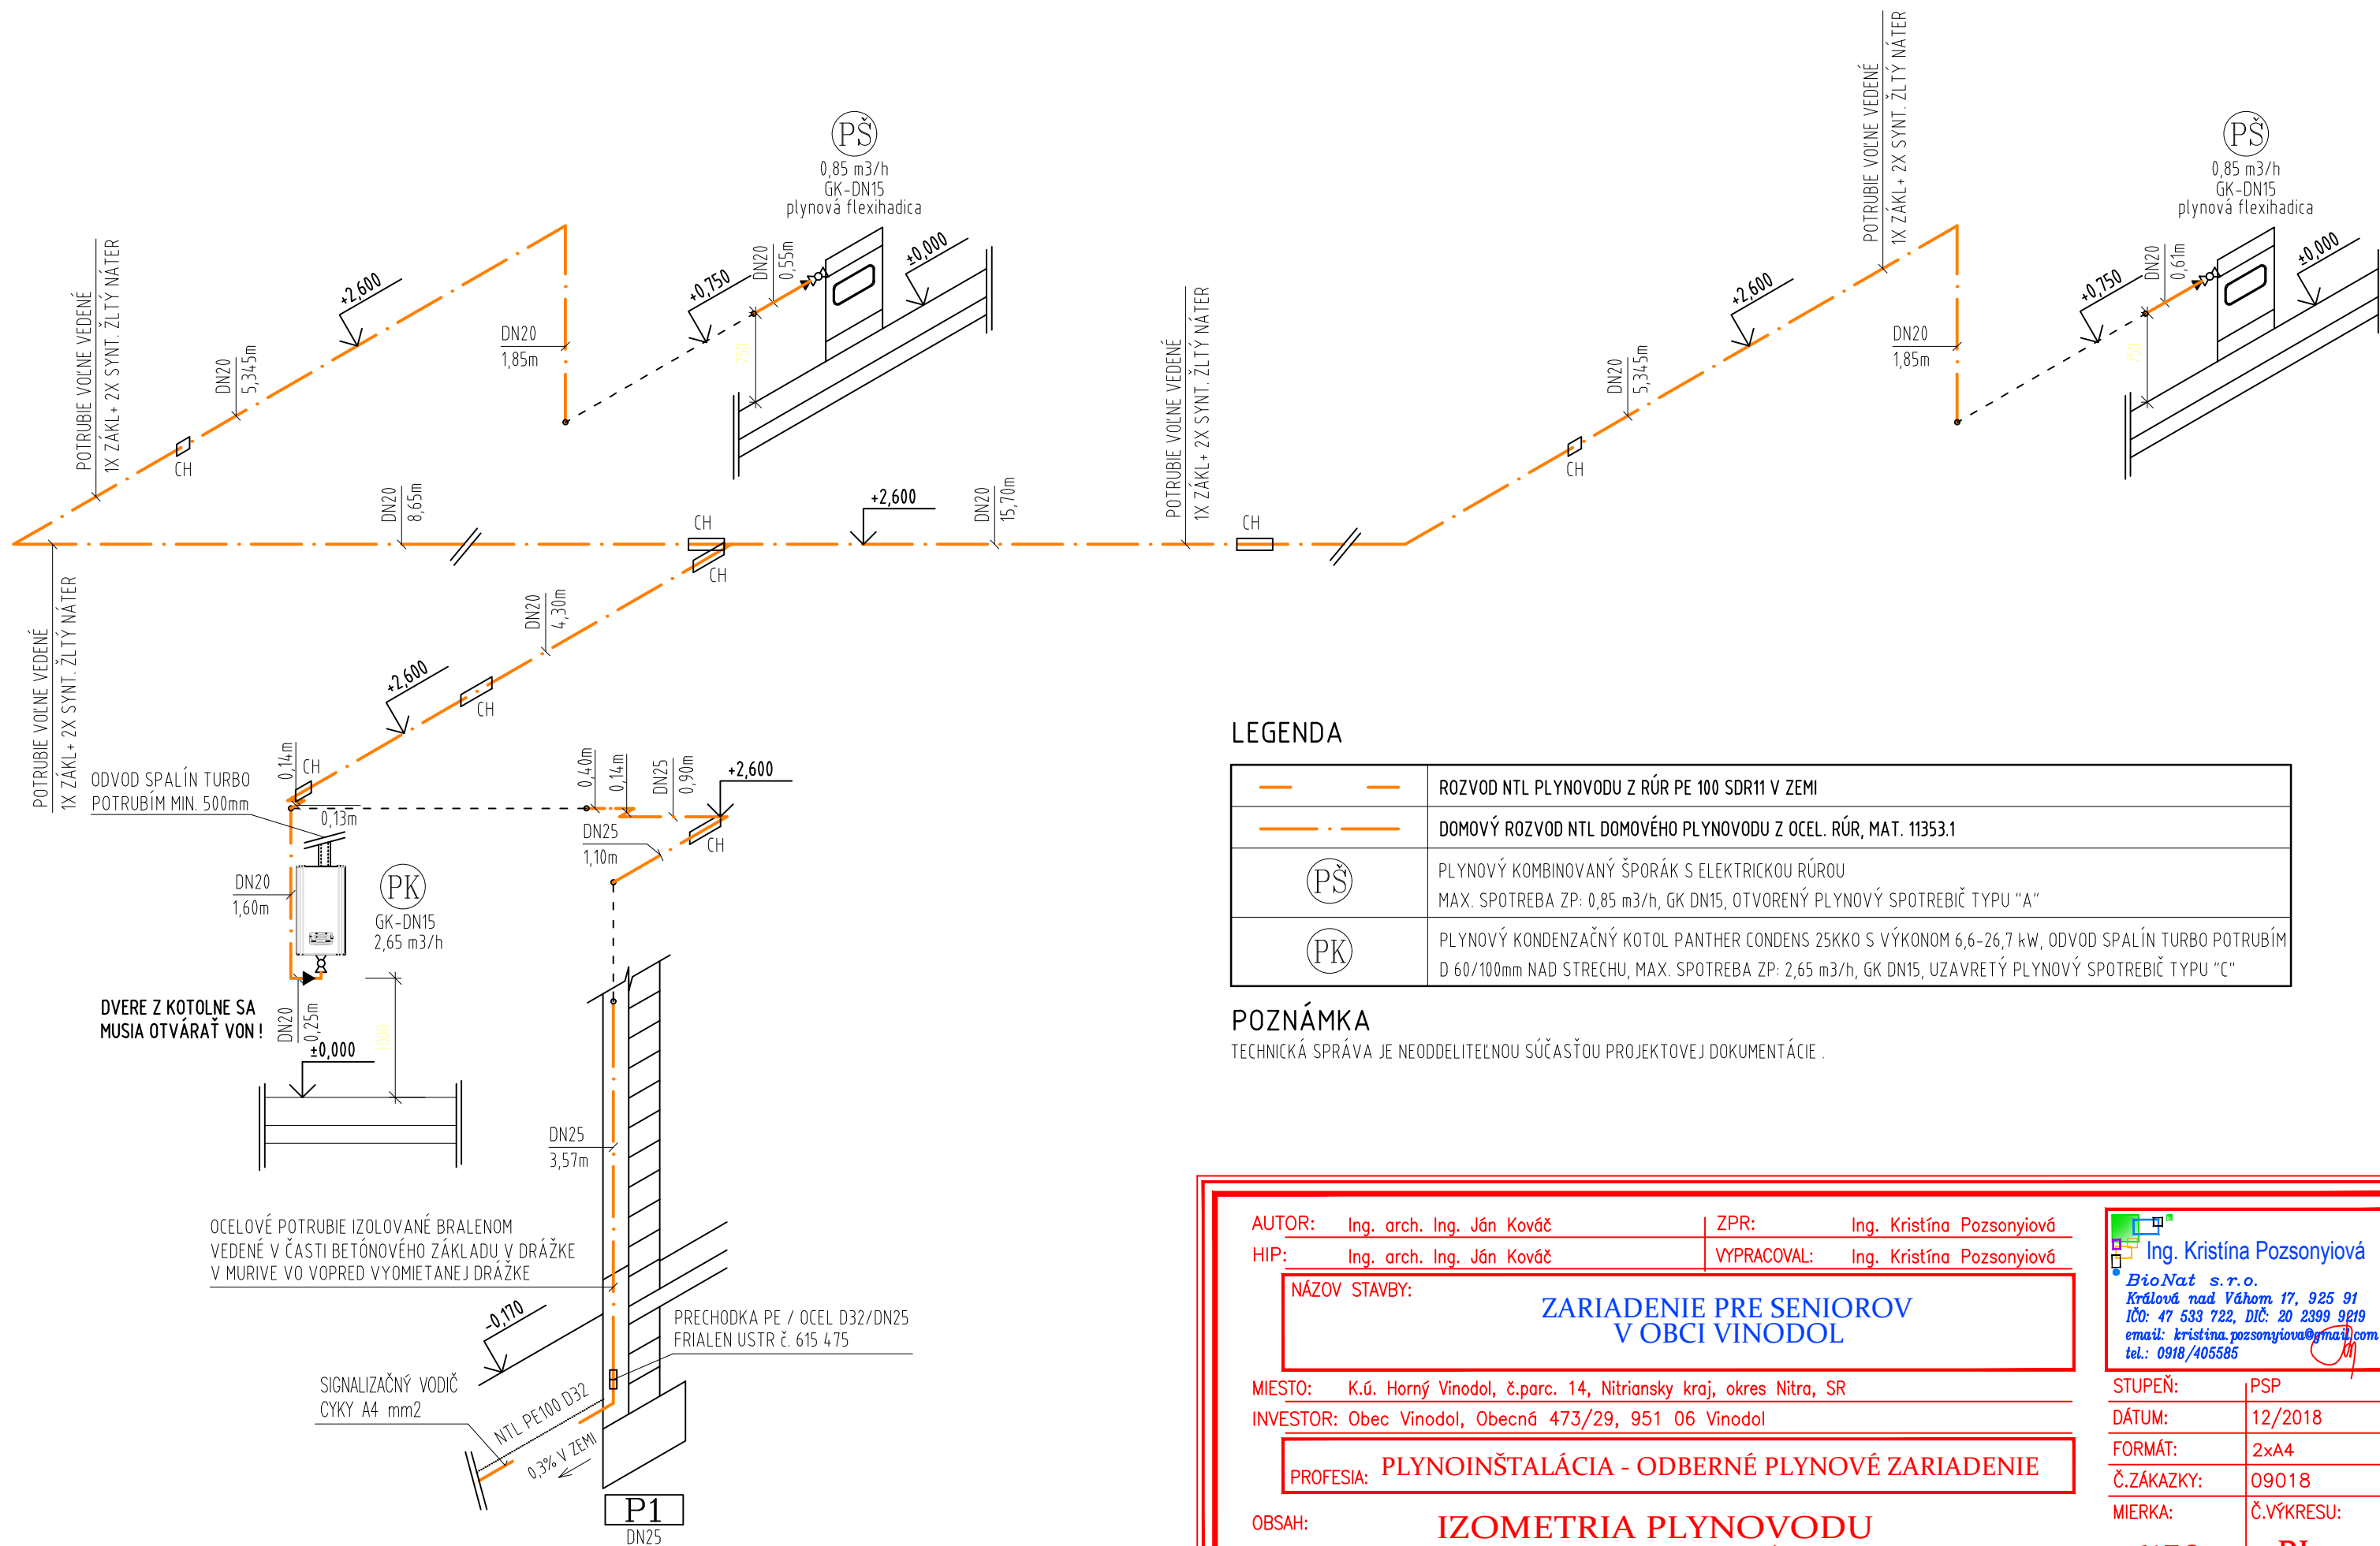 POTRUBIE VOĽNE VEDENÉ
1X ZÁKL+ 2X SYNT. ŽLTÝ NÁTER
DN20
5,345m
CH
+2,600
DN20
1,85m
+0,750
DN20
0,55m
750
PŠ
0,85 m3/h
GK-DN15
plynová flexihadica
±0,000
POTRUBIE VOĽNE VEDENÉ
1X ZÁKL+ 2X SYNT. ŽLTÝ NÁTER
DN20
5,345m
CH
+2,600
DN20
1,85m
+0,750
DN20
0,61m
750
PŠ
0,85 m3/h
GK-DN15
plynová flexihadica
±0,000
DN20
8,65m
CH
CH
+2,600
DN20
15,70m
POTRUBIE VOĽNE VEDENÉ
1X ZÁKL+ 2X SYNT. ŽLTÝ NÁTER
CH
POTRUBIE VOĽNE VEDENÉ
1X ZÁKL+ 2X SYNT. ŽLTÝ NÁTER
DN20
4,30m
+2,600
CH
0,14m
CH
ODVOD SPALÍN TURBO
POTRUBÍM MIN. 500mm
0,13m
0,40m
0,14m
DN25
0,90m
+2,600
DN25
1,10m
CH
DN20
1,60m
PK
GK-DN15
2,65 m3/h
DVERE Z KOTOLNE SA
MUSIA OTVÁRAŤ VON !
DN20
0,25m
1000
±0,000
DN25
3,57m
OCELOVÉ POTRUBIE IZOLOVANÉ BRALENOM
VEDENÉ V ČASTI BETÓNOVÉHO ZÁKLADU V DRÁŽKE
V MURIVE VO VOPRED VYOMIETANEJ DRÁŽKE
-0,170
PRECHODKA PE / OCEL D32/DN25
FRIALEN USTR č. 615 475
SIGNALIZAČNÝ VODIČ
CYKY A4 mm2
NTL PE100 D32
0,3% V ZEMI
P1
DN25
LEGENDA
ROZVOD NTL PLYNOVODU Z RÚR PE 100 SDR11 V ZEMI
DOMOVÝ ROZVOD NTL DOMOVÉHO PLYNOVODU Z OCEL. RÚR, MAT. 11353.1
PŠ
PLYNOVÝ KOMBINOVANÝ ŠPORÁK S ELEKTRICKOU RÚROU
MAX. SPOTREBA ZP: 0,85 m3/h, GK DN15, OTVORENÝ PLYNOVÝ SPOTREBIČ TYPU "A"
PK
PLYNOVÝ KONDENZAČNÝ KOTOL PANTHER CONDENS 25KKO S VÝKONOM 6,6-26,7 kW, ODVOD SPALÍN TURBO POTRUBÍM
D 60/100mm NAD STRECHU, MAX. SPOTREBA ZP: 2,65 m3/h, GK DN15, UZAVRETÝ PLYNOVÝ SPOTREBIČ TYPU "C"
POZNÁMKA
TECHNICKÁ SPRÁVA JE NEODDELITEĽNOU SÚČASŤOU PROJEKTOVEJ DOKUMENTÁCIE .
AUTOR: Ing. arch. Ing. Ján Kováč ZPR: Ing. Kristína Pozsonyiová
HIP: Ing. arch. Ing. Ján Kováč VYPRACOVAL: Ing. Kristína Pozsonyiová
NÁZOV STAVBY:
ZARIADENIE PRE SENIOROV
V OBCI VINODOL
MIESTO: K.ú. Horný Vinodol, č.parc. 14, Nitriansky kraj, okres Nitra, SR
INVESTOR: Obec Vinodol, Obecná 473/29, 951 06 Vinodol
PROFESIA: PLYNOINŠTALÁCIA - ODBERNÉ PLYNOVÉ ZARIADENIE
OBSAH: IZOMETRIA PLYNOVODU
Ing. Kristína Pozsonyiová
BioNat s.r.o.
Králová nad Váhom 17, 925 91
IČO: 47 533 722, DIČ: 20 2399 9219
email: kristina.pozsonyiova@gmail.com
tel.: 0918/405585
STUPEŇ: PSP
DÁTUM: 12/2018
FORMÁT: 2xA4
Č.ZÁKAZKY: 09018
MIERKA: Č.VÝKRESU: